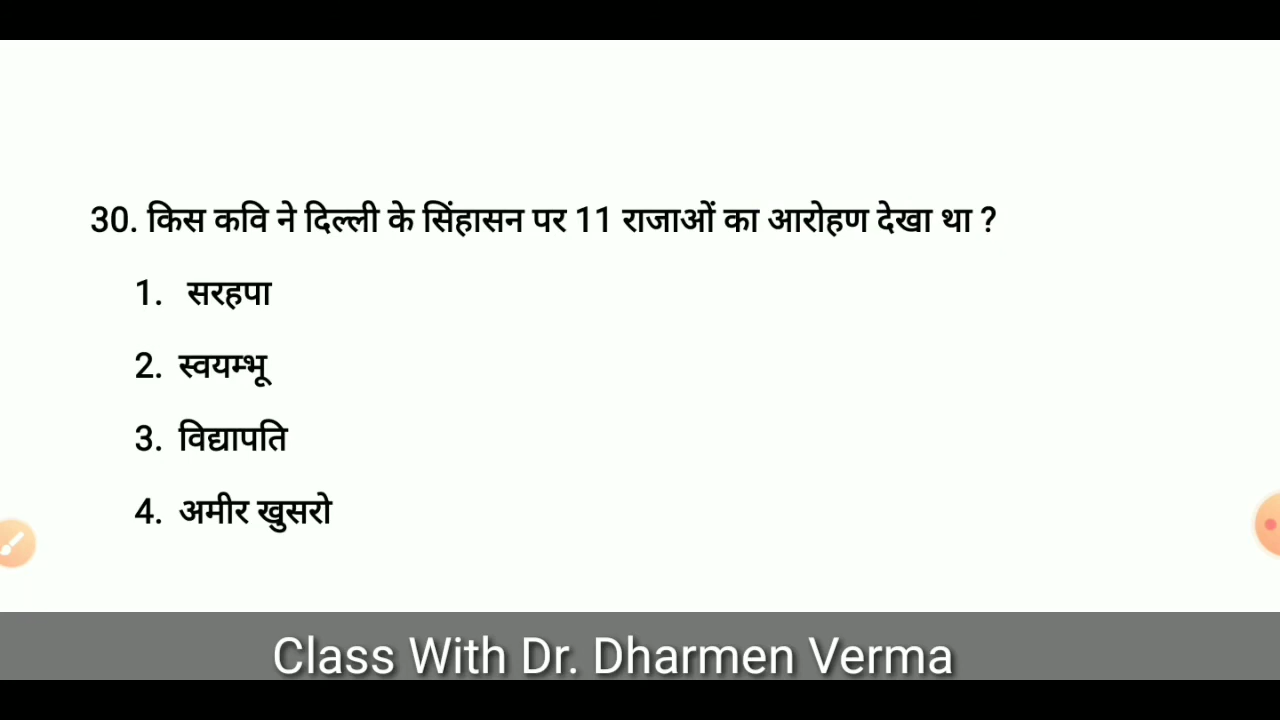 30. किस कवि ने दिल्ली के सिंहासन पर 11 राजाओं का आरोहण देखा था ?
1. सरहपा
2. स्वयम्भू
3. विद्यापति
4. अमीर खुसरो
Class With Dr. Dharmen Verma